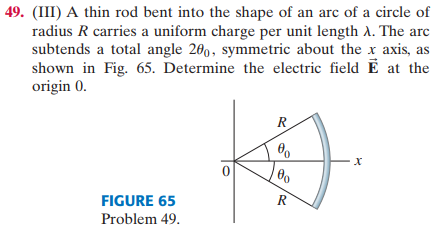 49. (III) A thin rod bent into the shape of an arc of a circle of
radius R carries a uniform charge per unit length λ. The arc
subtends a total angle 2θ₀, symmetric about the x axis, as
shown in Fig. 65. Determine the electric field E⃗ at the
origin 0.
R
θ₀
x
0
θ₀
R
FIGURE 65
Problem 49.